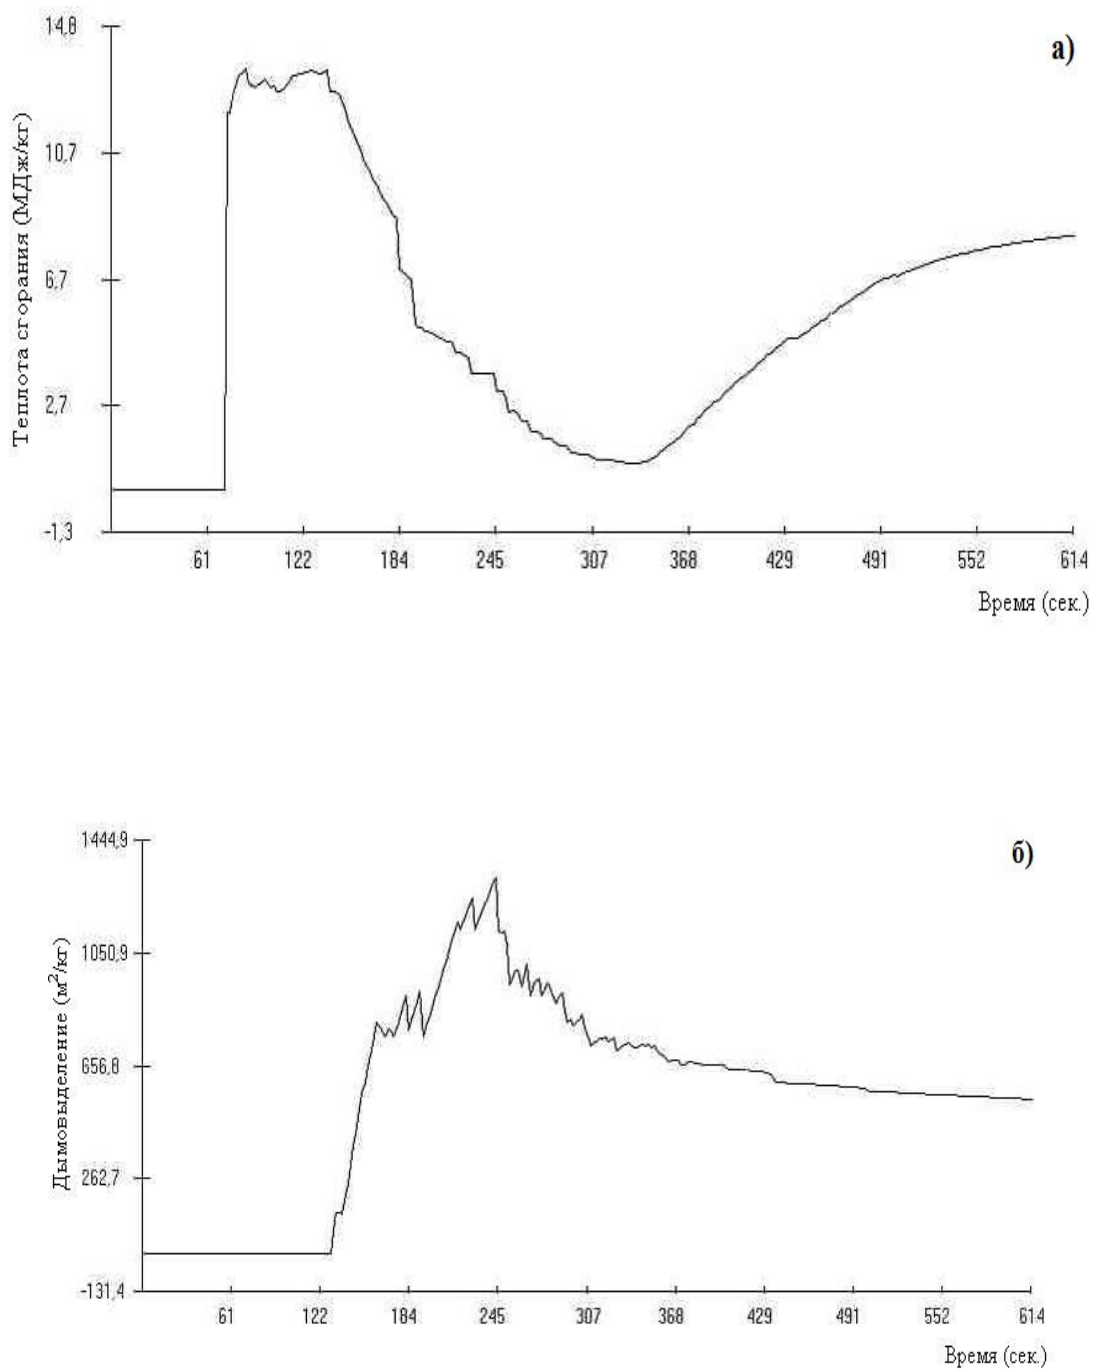 14,8
а)
10,7
6,7
2,7
-1,3
Теплота сгорания (МДж/кг)
61 122 184 245 307 368 429 491 552 614
Время (сек.)
1444,9
б)
1050,9
656,8
262,7
-131,4
Дымовыделение (м²/кг)
61 122 184 245 307 368 429 491 552 614
Время (сек.)